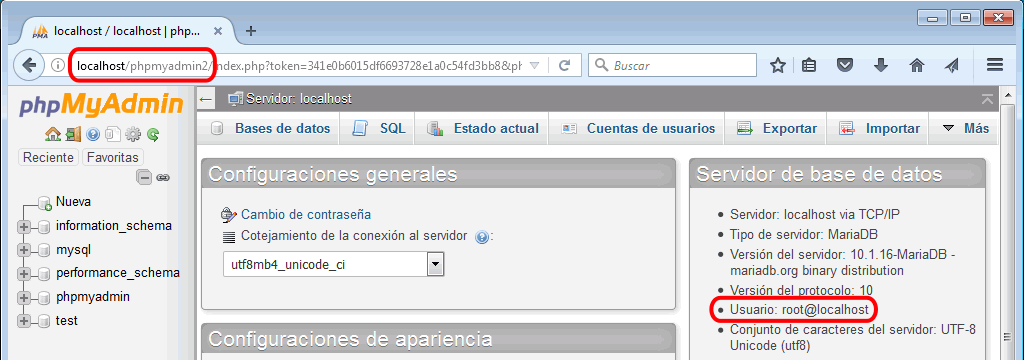 localhost / localhost | php...
PMA
localhost/phpmyadmin2/index.php?token=341e0b6015df6693728e1a0c54fd3bb8&ph
Buscar
phpMyAdmin
Reciente Favoritas
Nueva
information_schema
mysql
performance_schema
phpmyadmin
test
Servidor: localhost
Bases de datos SQL Estado actual Cuentas de usuarios Exportar Importar Más
Configuraciones generales
Cambio de contraseña
Cotejamiento de la conexión al servidor :
utf8mb4_unicode_ci
Configuraciones de apariencia
Servidor de base de datos
Servidor: localhost via TCP/IP
Tipo de servidor: MariaDB
Versión del servidor: 10.1.16-MariaDB -
mariadb.org binary distribution
Versión del protocolo: 10
Usuario: root@localhost
Conjunto de caracteres del servidor: UTF-8
Unicode (utf8)